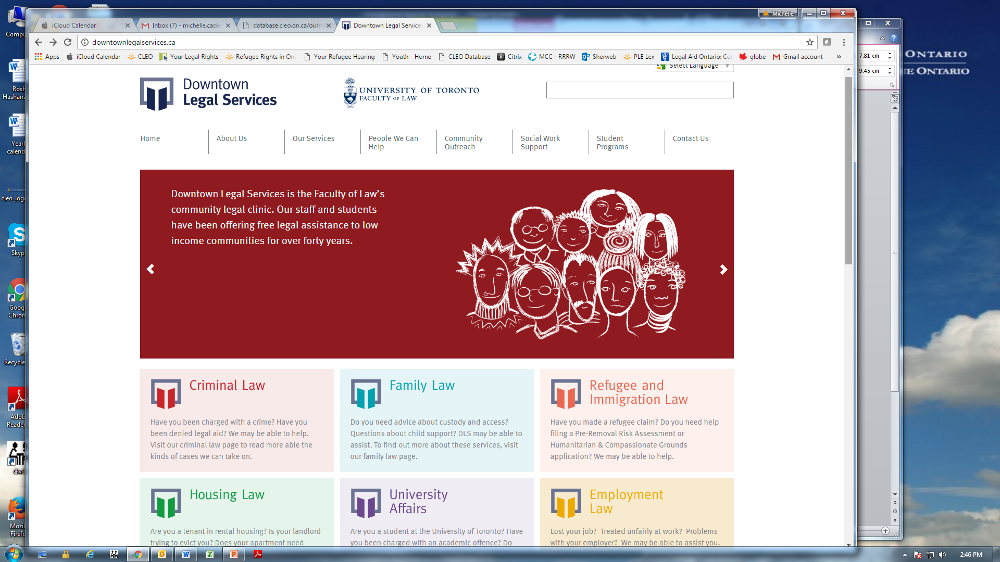 Michelle
iCloud Calendar
Inbox (7) - michelle.cade
database.cleo.on.ca/outr
Downtown Legal Service
downtownlegalservices.ca
Apps
iCloud Calendar
CLEO
Your Legal Rights
Refugee Rights in Ont
Your Refugee Hearing
Youth - Home
CLEO Database
Citrix
MCC - RRRW
Sherweb
PLE Lex
Legal Aid Ontario: Co
globe
Gmail account
»
7.81 cm
9.45 cm
ONTARIO
UE ONTARIO
Select Language
Downtown
Legal Services
UNIVERSITY OF TORONTO
FACULTY OF LAW
Home
About Us
Our Services
People We Can
Help
Community
Outreach
Social Work
Support
Student
Programs
Contact Us
Downtown Legal Services is the Faculty of Law’s
community legal clinic. Our staff and students
have been offering free legal assistance to low
income communities for over forty years.
Criminal Law
Have you been charged with a crime? Have you
been denied legal aid? We may be able to help.
Visit our criminal law page to read more able the
kinds of cases we can take on.
Family Law
Do you need advice about custody and access?
Questions about child support? DLS may be able to
assist. To find out more about these services, visit
our family law page.
Refugee and
Immigration Law
Have you made a refugee claim? Do you need help
filing a Pre-Removal Risk Assessment or
Humanitarian & Compassionate Grounds
application? We may be able to help.
Housing Law
Are you a tenant in rental housing? Is your landlord
trying to evict you? Does your apartment need
University
Affairs
Are you a student at the University of Toronto? Have
you been charged with an academic offence? Do
Employment
Law
Lost your job? Treated unfairly at work? Problems
with your employer? We may be able to assist you.
Compu
Rosh
Hashana
Yearl
calend
cleo_log
Skyp
Goog
Chron
Recycle
Adob
Reader
GMT
Mozil
Firefo
2:46 PM